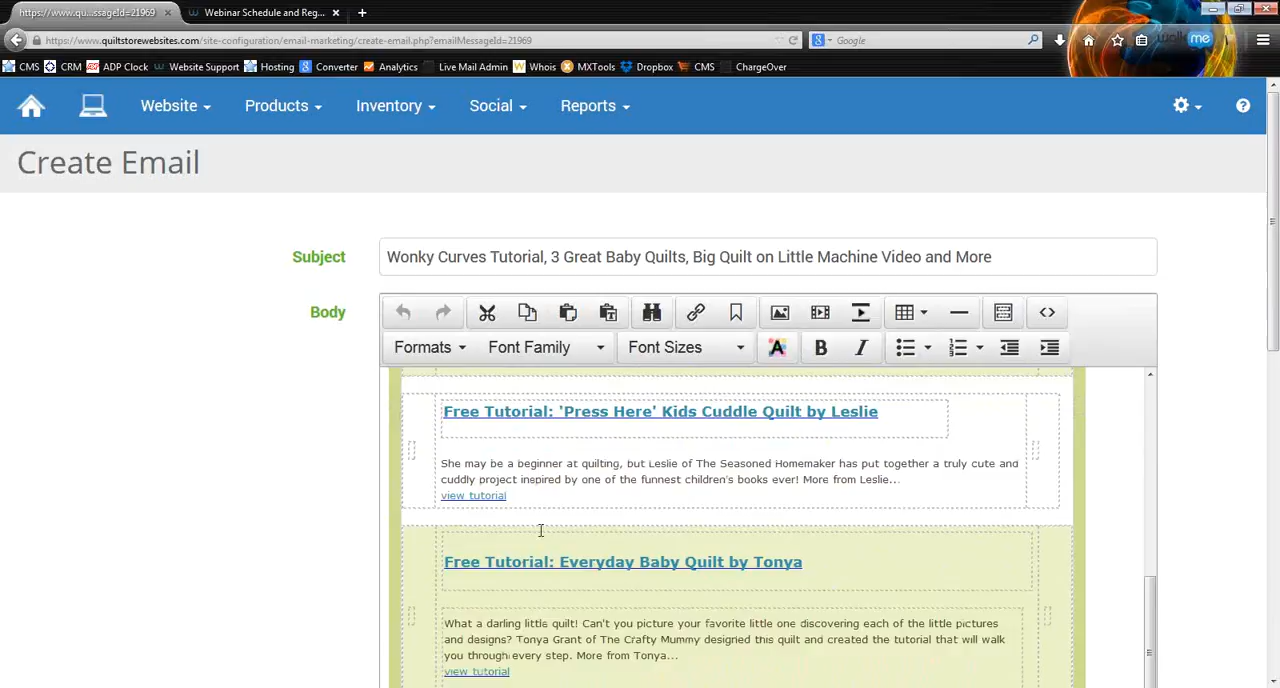 https://www.qu...ssageId=21969
Webinar Schedule and Reg...
https://www.quiltstorewebsites.com/site-configuration/email-marketing/create-email.php?emailMessageId=21969
Google
walk me
CMS CRM ADP Clock Website Support Hosting Converter Analytics Live Mail Admin Whois MXTools Dropbox CMS ChargeOver
Website Products Inventory Social Reports
Create Email
Subject
Wonky Curves Tutorial, 3 Great Baby Quilts, Big Quilt on Little Machine Video and More
Body
Formats Font Family Font Sizes A B I
Free Tutorial: 'Press Here' Kids Cuddle Quilt by Leslie
She may be a beginner at quilting, but Leslie of The Seasoned Homemaker has put together a truly cute and
cuddly project inspired by one of the funnest children's books ever! More from Leslie...
view tutorial
Free Tutorial: Everyday Baby Quilt by Tonya
What a darling little quilt! Can't you picture your favorite little one discovering each of the little pictures
and designs? Tonya Grant of The Crafty Mummy designed this quilt and created the tutorial that will walk
you through every step. More from Tonya...
view tutorial